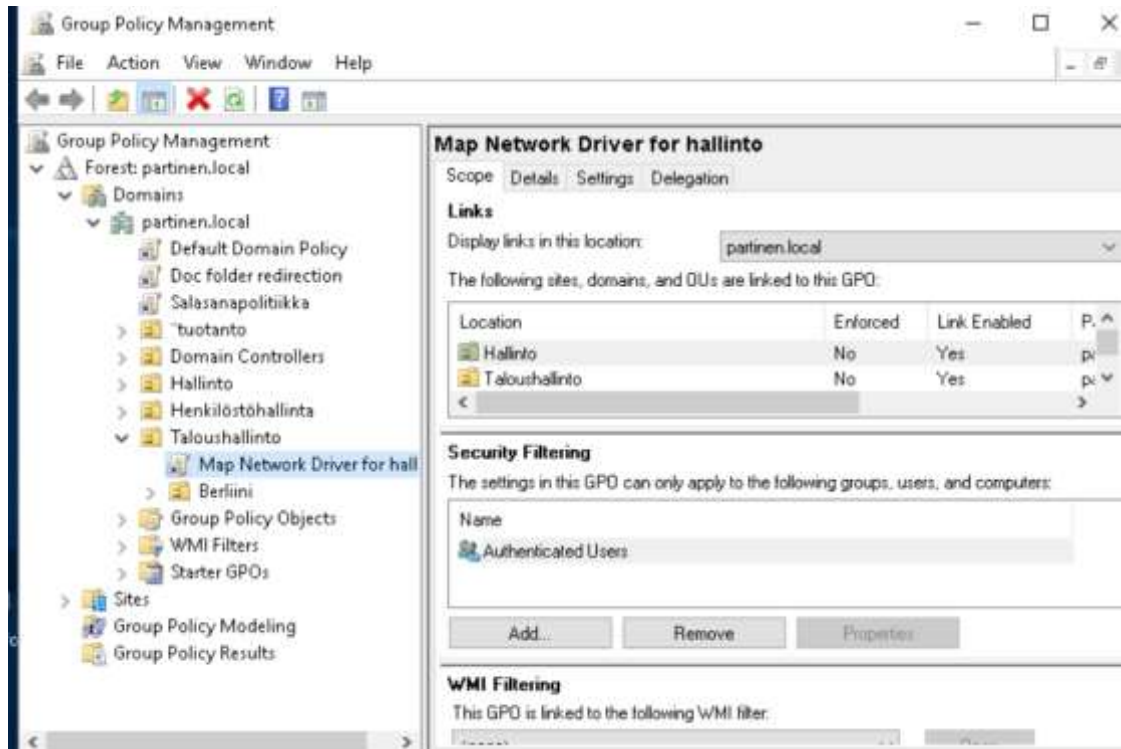 Group Policy Management
File Action View Window Help
Group Policy Management
Forest: partinen.local
Domains
partinen.local
Default Domain Policy
Doc folder redirection
Salasanapolitiikka
Domain Controllers
Hallinto
Henkilöstöhallinta
Taloushallinto
Map Network Driver for hall
Berliini
Group Policy Objects
WMI Filters
Starter GPOs
Sites
Group Policy Modeling
Group Policy Results
Map Network Driver for hallinto
Scope Details Settings Delegation
Links
Display links in this location: partinen.local
The following sites, domains, and OUs are linked to this GPO:
Location Enforced Link Enabled P.
Hallinto No Yes
Taloushallinto No Yes
Security Filtering
The settings in this GPO can only apply to the following groups, users, and computers:
Name
Authenticated Users
Add... Remove Properties
WMI Filtering
This GPO is linked to the following WMI filter: